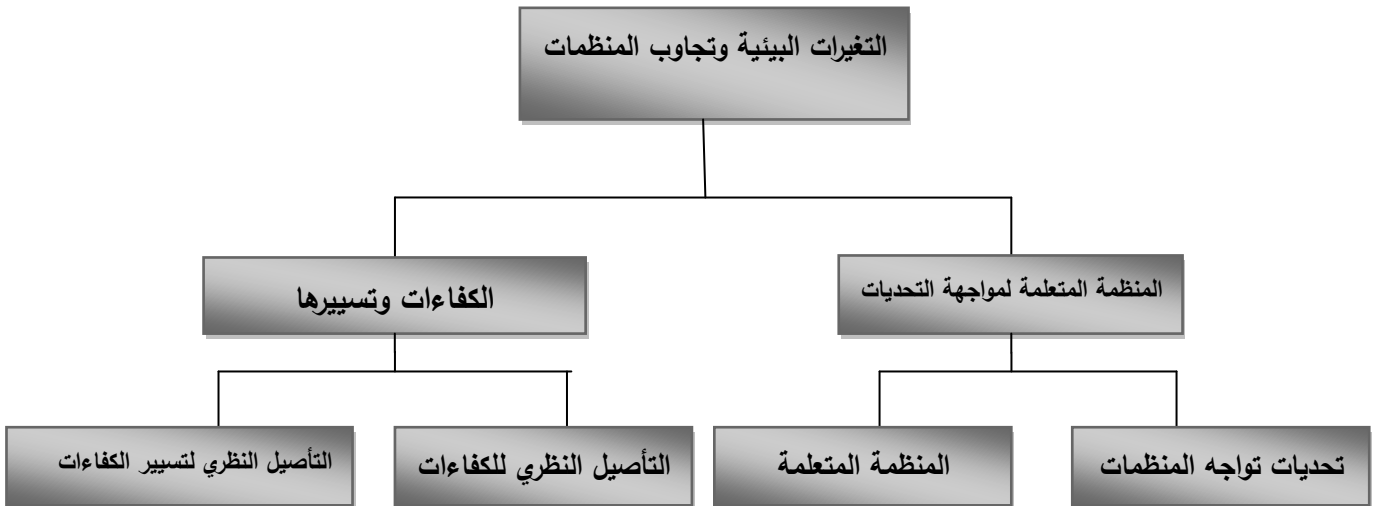 التغيرات البيئية وتجاوب المنظمات
المنظمة المتعلمة لمواجهة التحديات
الكفاءات وتسييرها
تحديات تواجه المنظمات
المنظمة المتعلمة
التأصيل النظري للكفاءات
التأصيل النظري لتسيير الكفاءات